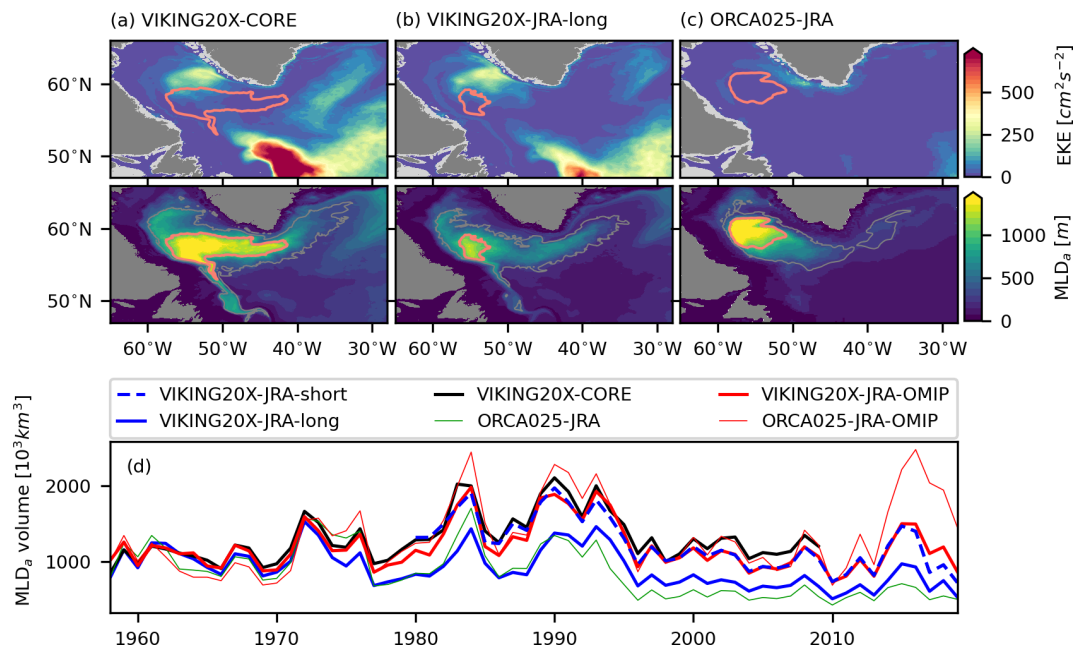 (a) VIKING20X-CORE
(b) VIKING20X-JRA-long
(c) ORCA025-JRA
60°N
50°N
500
250
0
EKE [cm²s⁻²]
60°N
50°N
1000
500
0
MLDₐ [m]
60°W 50°W 40°W 30°W
60°W 50°W 40°W 30°W
60°W 50°W 40°W 30°W
VIKING20X-JRA-short
VIKING20X-CORE
VIKING20X-JRA-OMIP
VIKING20X-JRA-long
ORCA025-JRA
ORCA025-JRA-OMIP
MLDₐ volume [10³km³]
(d)
2000
1000
1960 1970 1980 1990 2000 2010